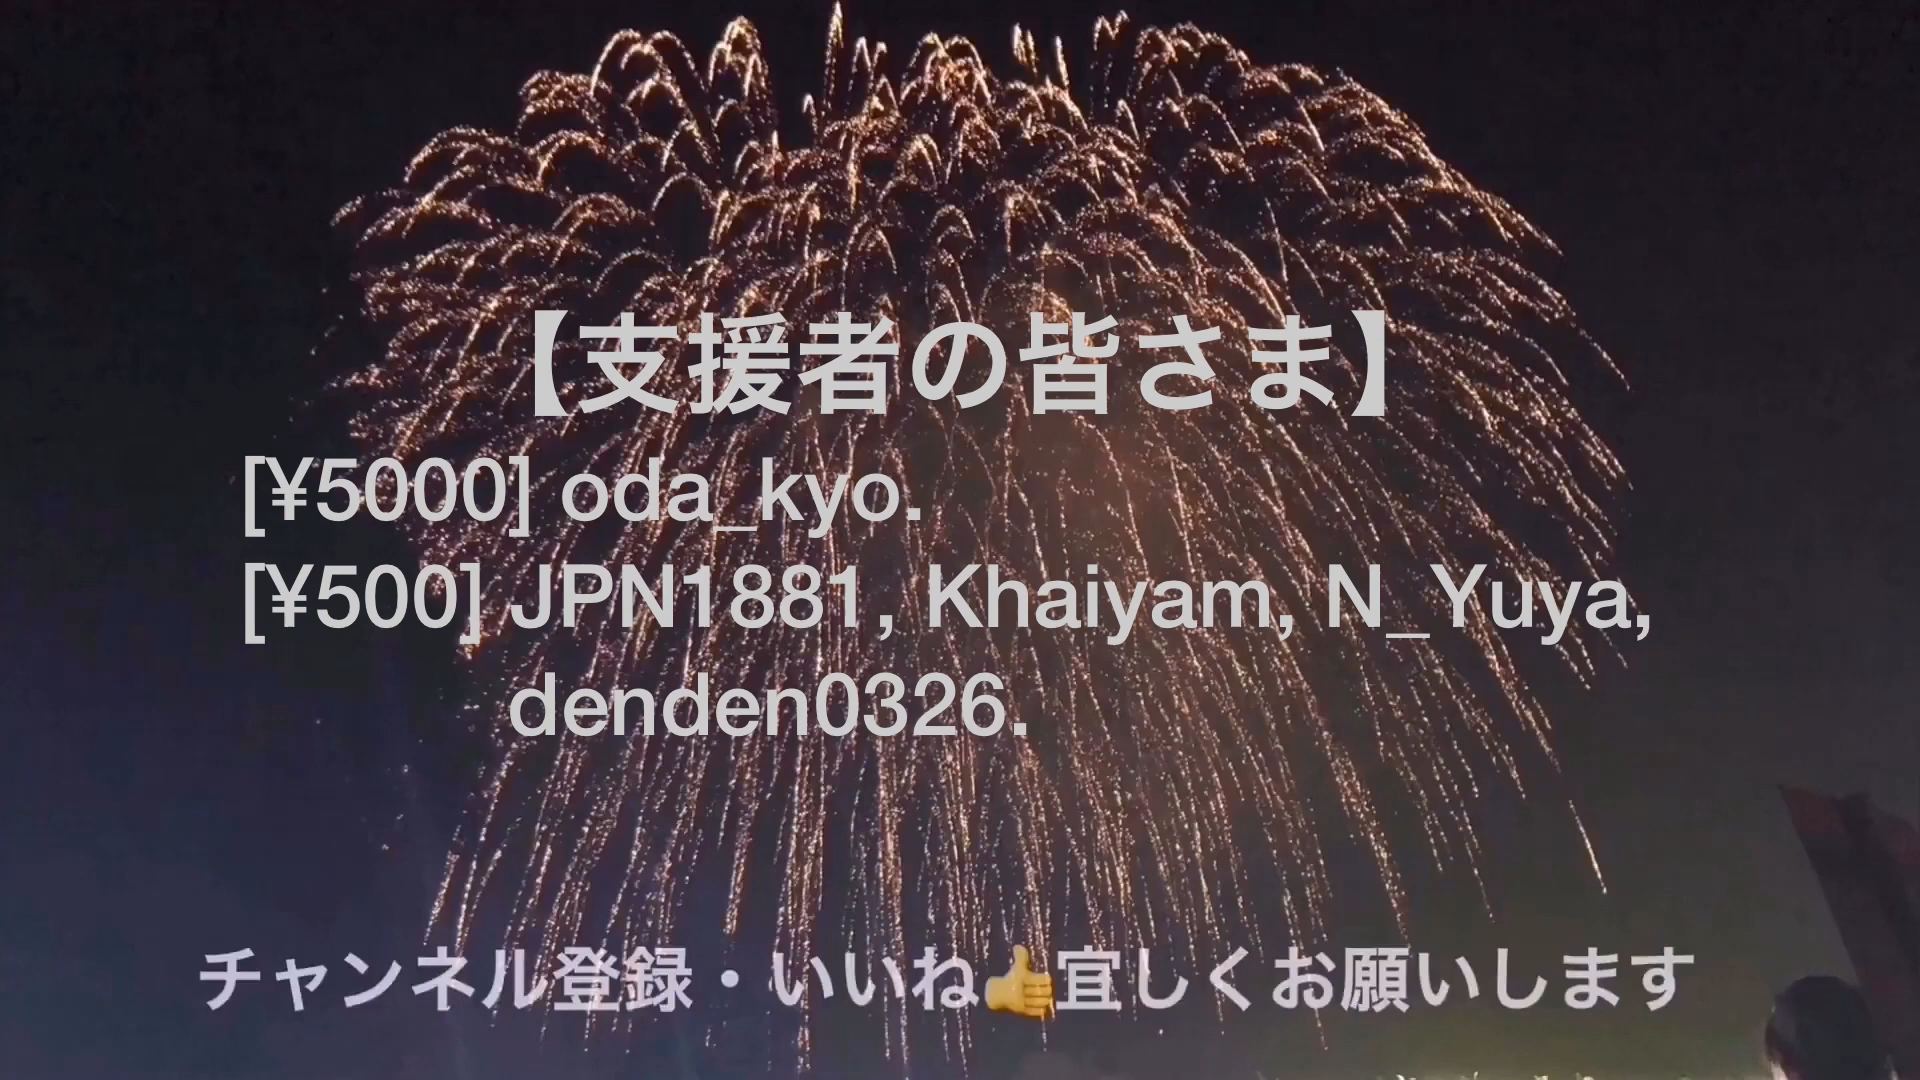 【支援者の皆さま】
[¥5000] oda_kyo.
[¥500] JPN1881, Khaiyam, N_Yuya,
denden0326.
チャンネル登録・いいね👍宜しくお願いします